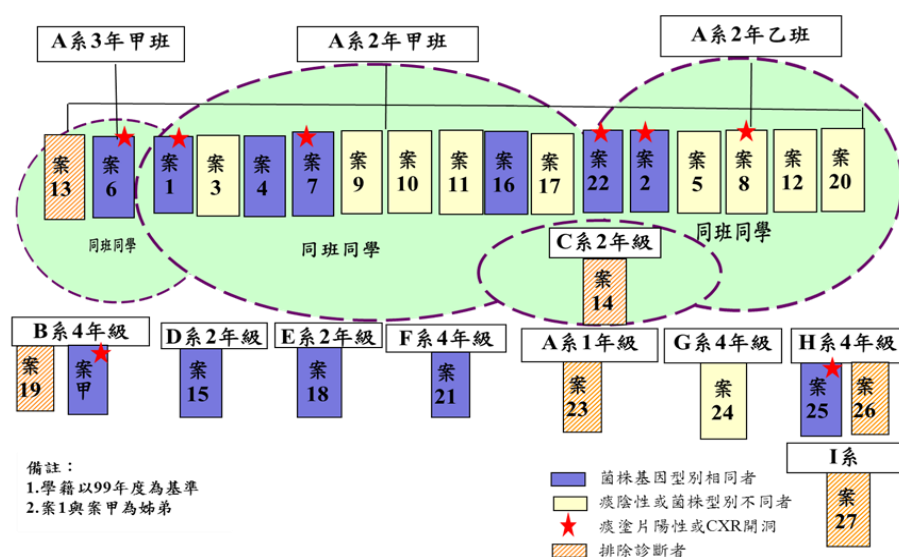 A系3年甲班
A系2年甲班
A系2年乙班
案13
案6
案1
案3
案4
案7
案9
案10
案11
案16
案17
案22
案2
案5
案8
案12
案20
同班同學
同班同學
同班同學
C系2年級
案14
B系4年級
D系2年級
E系2年級
F系4年級
A系1年級
G系4年級
H系4年級
案19
案甲
案15
案18
案21
案23
案24
案25
案26
I系
案27
備註：
1.學籍以99年度為基準
2.案1與案甲為姊弟
菌株基因型別相同者
痰陰性或菌株型別不同者
痰塗片陽性或CXR開洞
排除診斷者